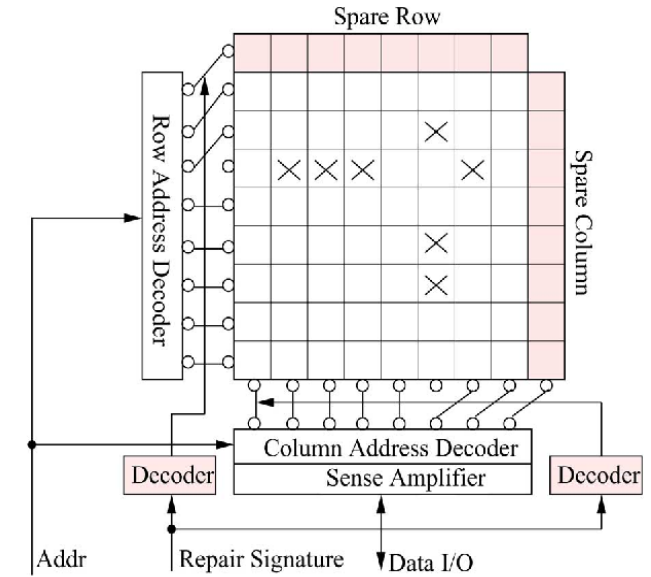 Spare Row
Row Address Decoder
Spare Column
Column Address Decoder
Sense Amplifier
Decoder
Decoder
Addr
Repair Signature
Data I/O